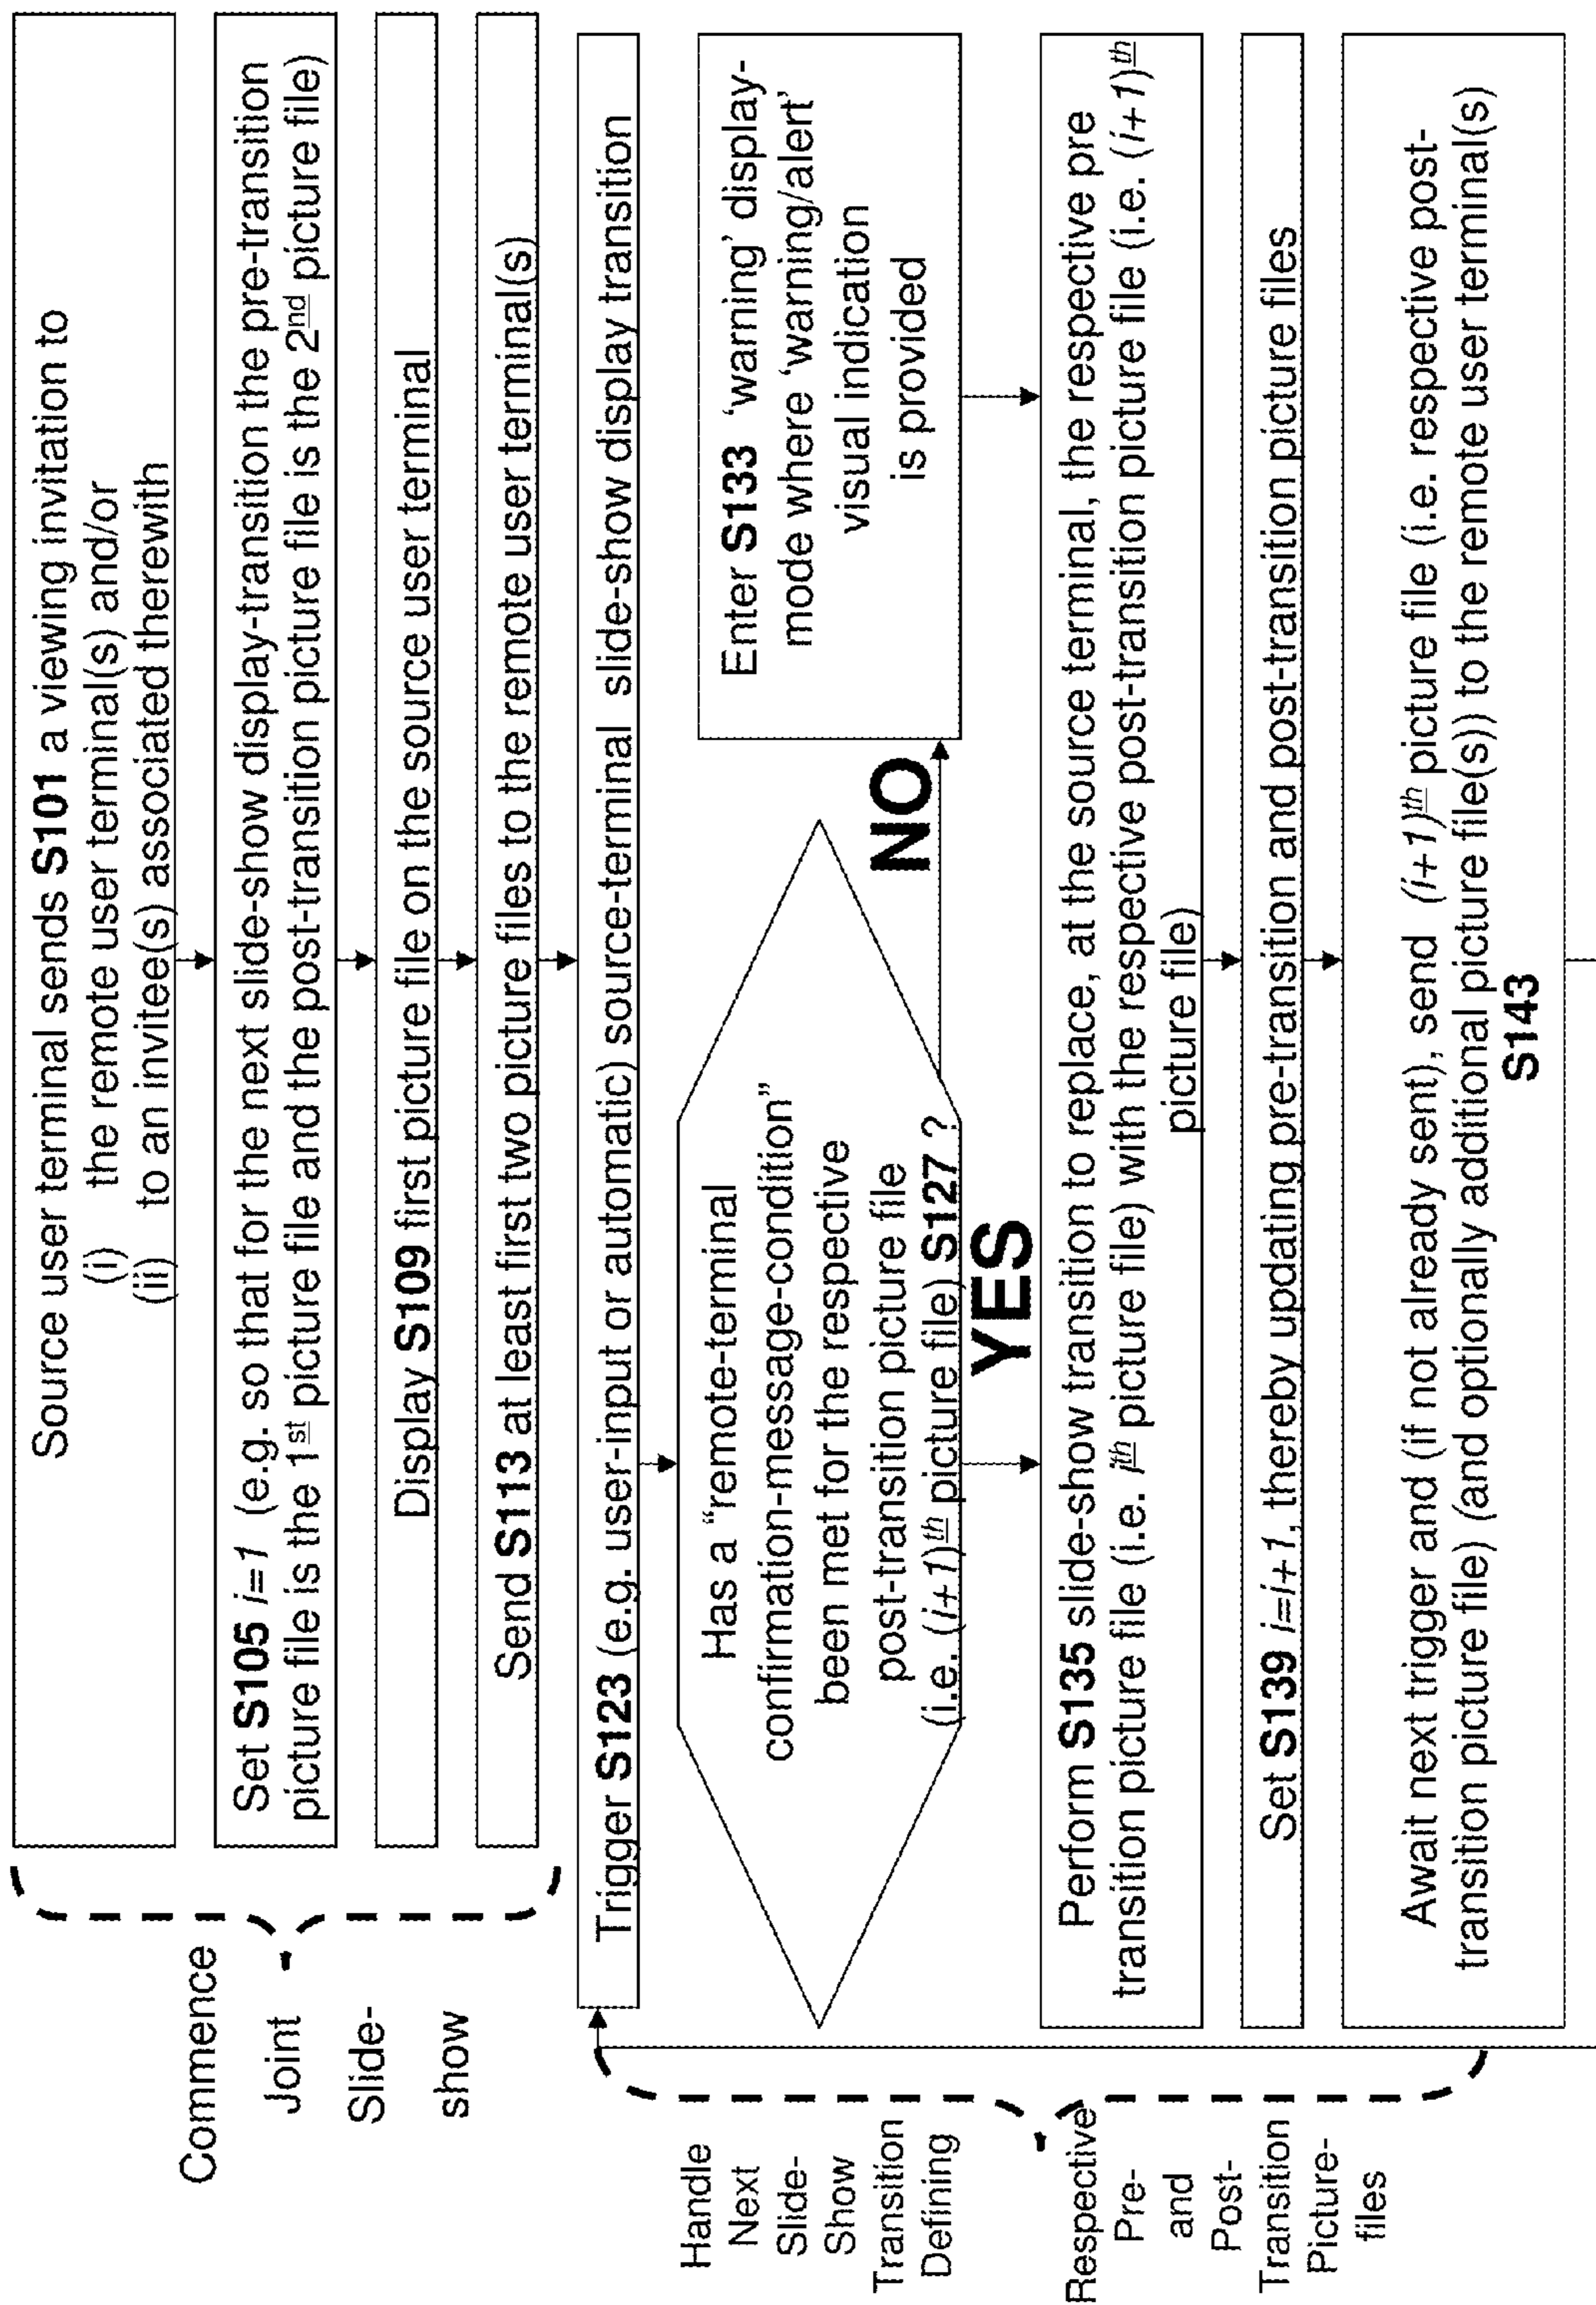 Commence
Joint
Slide-
show
Source user terminal sends S101 a viewing invitation to
(i) the remote user terminal(s) and/or
(ii) to an invitee(s) associated therewith
Set S105 i=1 (e.g. so that for the next slide-show display-transition the pre-transition
picture file is the 1st picture file and the post-transition picture file is the 2nd picture file)
Display S109 first picture file on the source user terminal
Send S113 at least first two picture files to the remote user terminal(s)
Handle
Next
Slide-
Show
Transition
Defining
Respective
Pre-
and
Post-
Transition
Picture-
files
Trigger S123 (e.g. user-input or automatic) source-terminal slide-show display transition
Has a “remote-terminal
confirmation-message-condition”
been met for the respective
post-transition picture file
(i.e. (i+1)th picture file) S127 ?
NO
Enter S133 ‘warning’ display-
mode where ‘warning/alert’
visual indication
is provided
YES
Perform S135 slide-show transition to replace, at the source terminal, the respective pre
transition picture file (i.e. ith picture file) with the respective post-transition picture file (i.e. (i+1)th
picture file)
Set S139 i=i+1, thereby updating pre-transition and post-transition picture files
Await next trigger and (if not already sent), send (i+1)th picture file (i.e. respective post-
transition picture file) (and optionally additional picture file(s)) to the remote user terminal(s)
S143